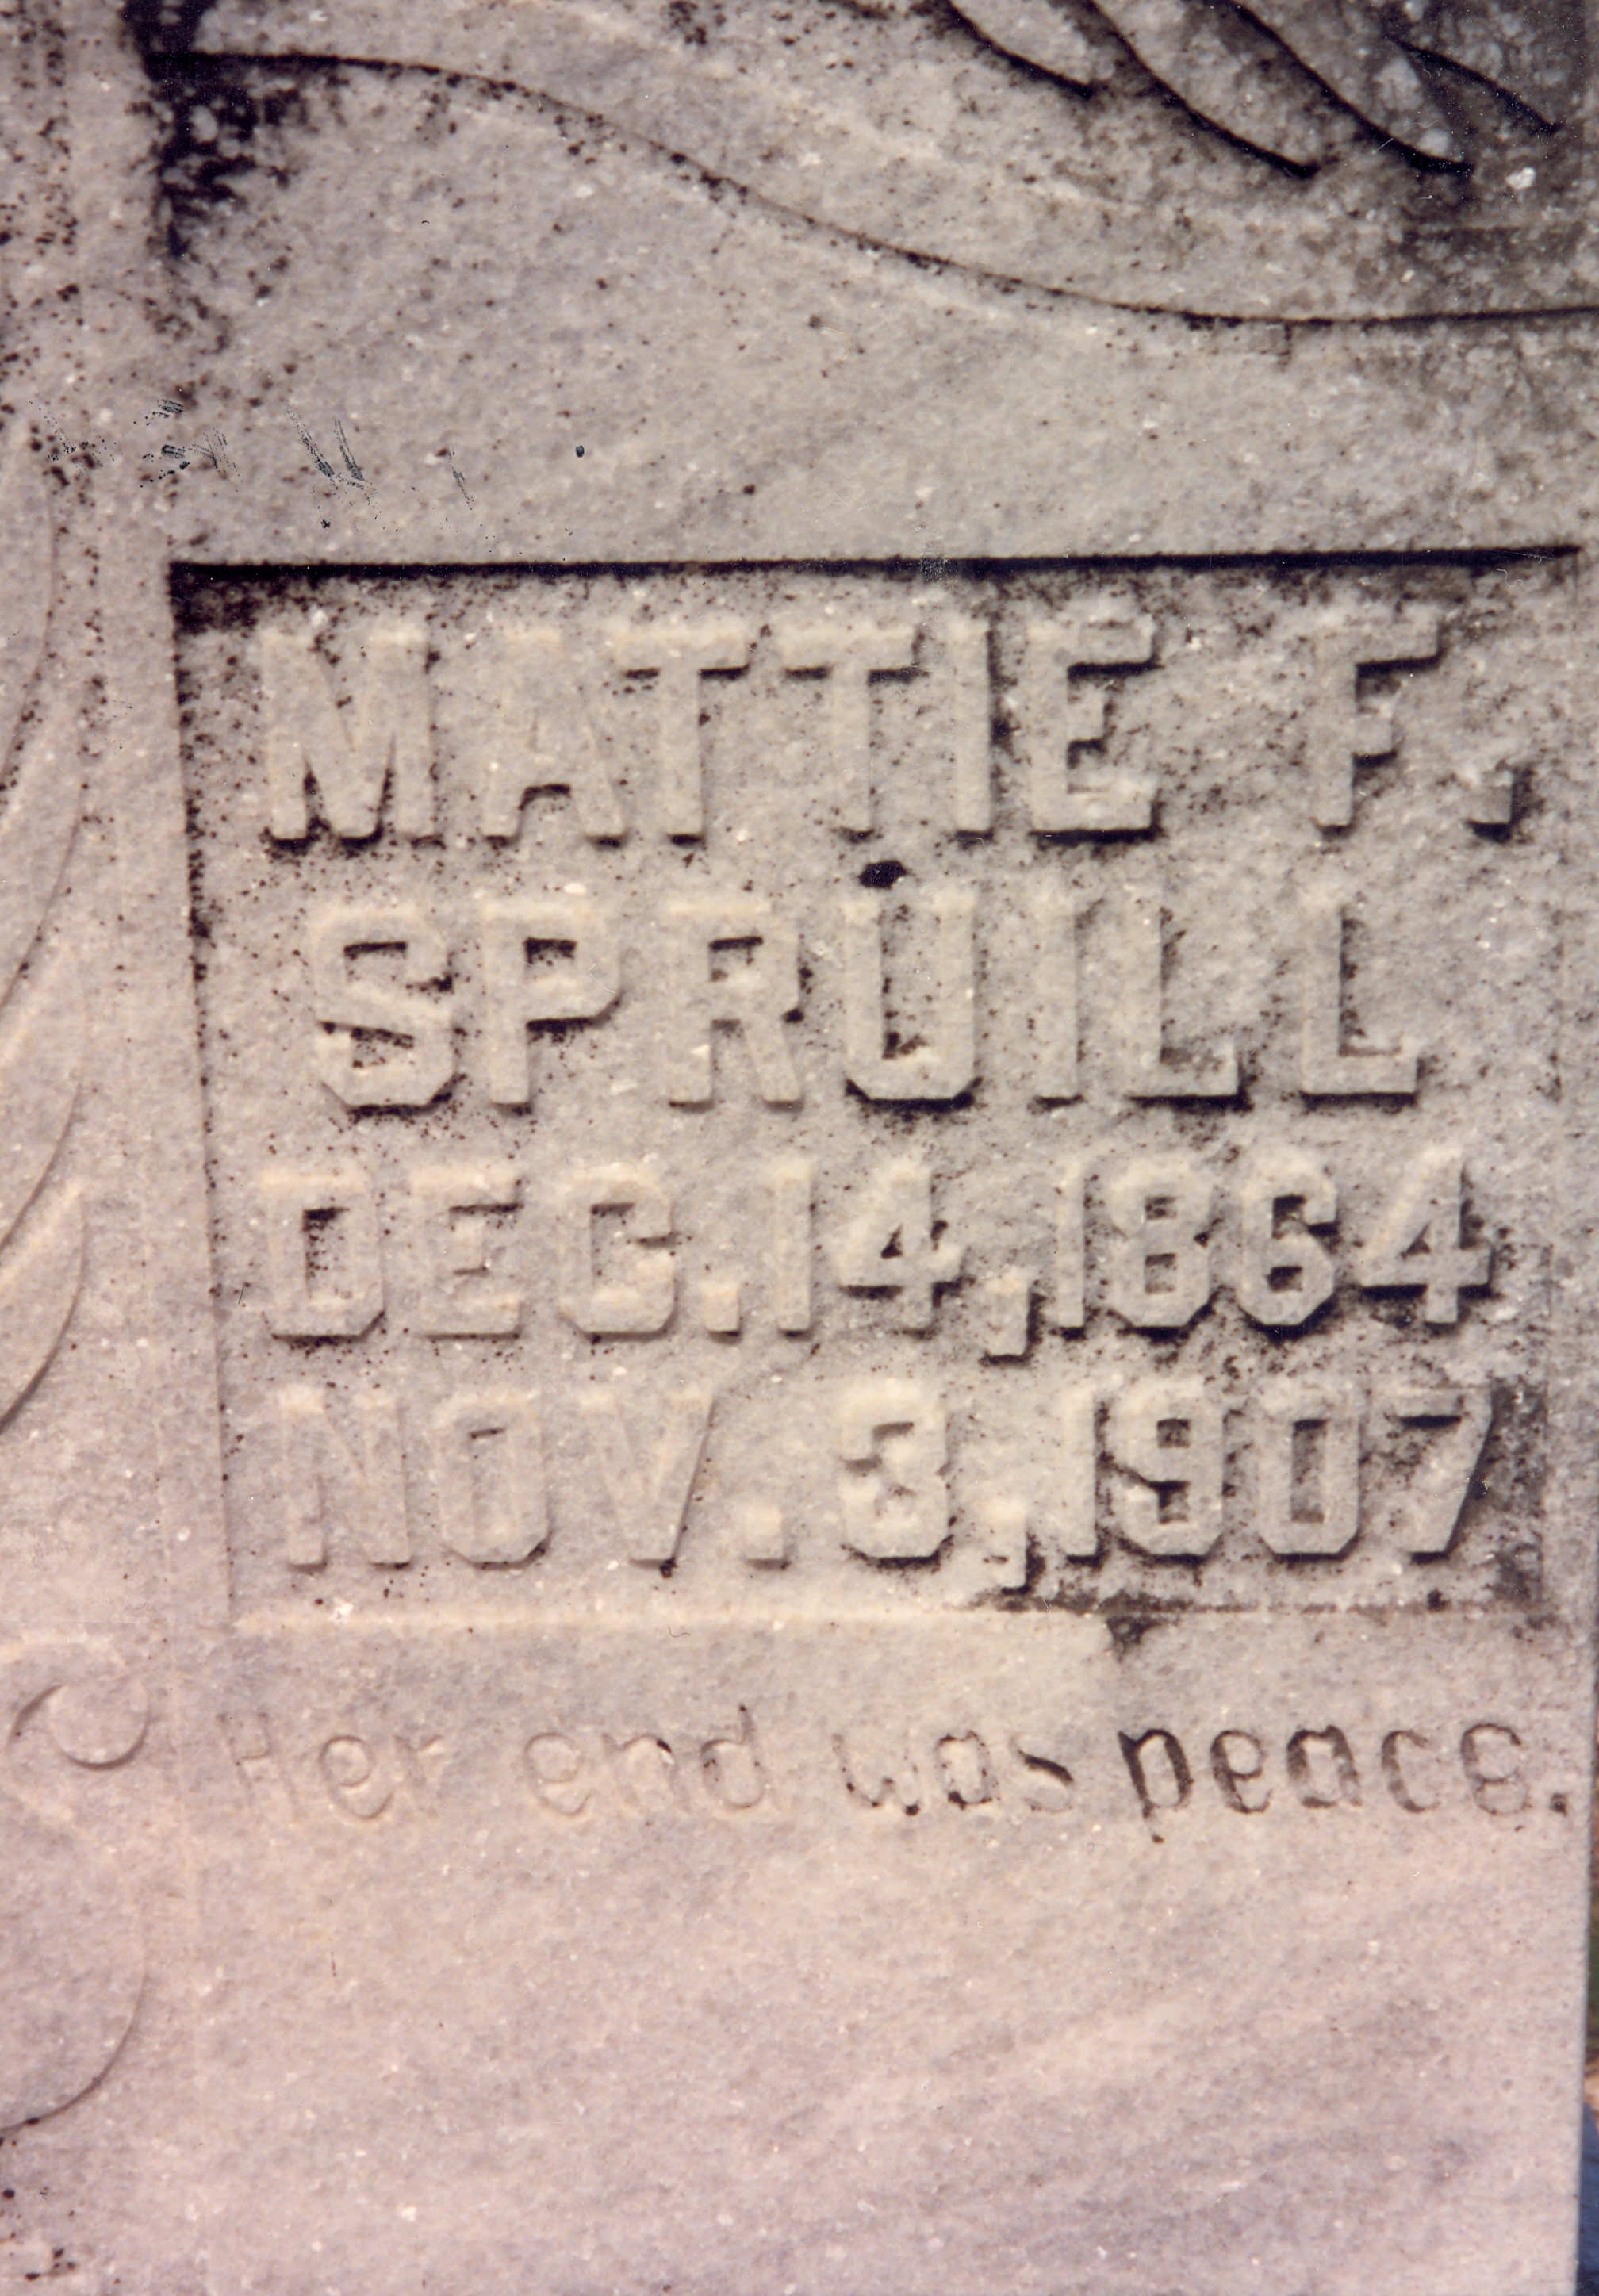 MATTIE F.
SPRUILL
DEC. 14, 1864
NOV. 3, 1907
Her end was peace.